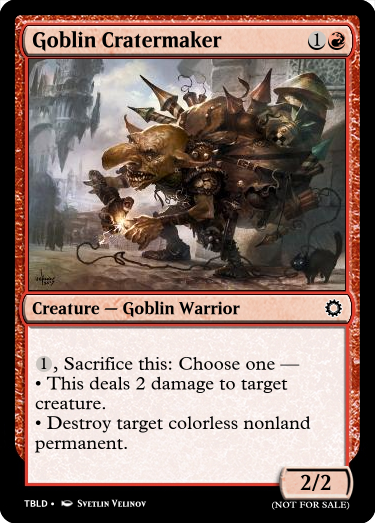 Goblin Cratermaker 1
Creature — Goblin Warrior
1, Sacrifice this: Choose one —
• This deals 2 damage to target
creature.
• Destroy target colorless nonland
permanent.
2/2
TBLD • Svetlin Velinov
(NOT FOR SALE)